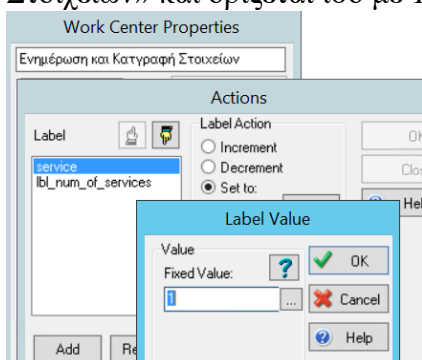 Work Center Properties
Ενημέρωση και Κατγραφή Στοιχείων
Actions
Label
Label Action
Increment
Decrement
Set to:
service
lbl_num_of_services
Label Value
Value
Fixed Value:
1
...
OK
Cancel
Help
Add